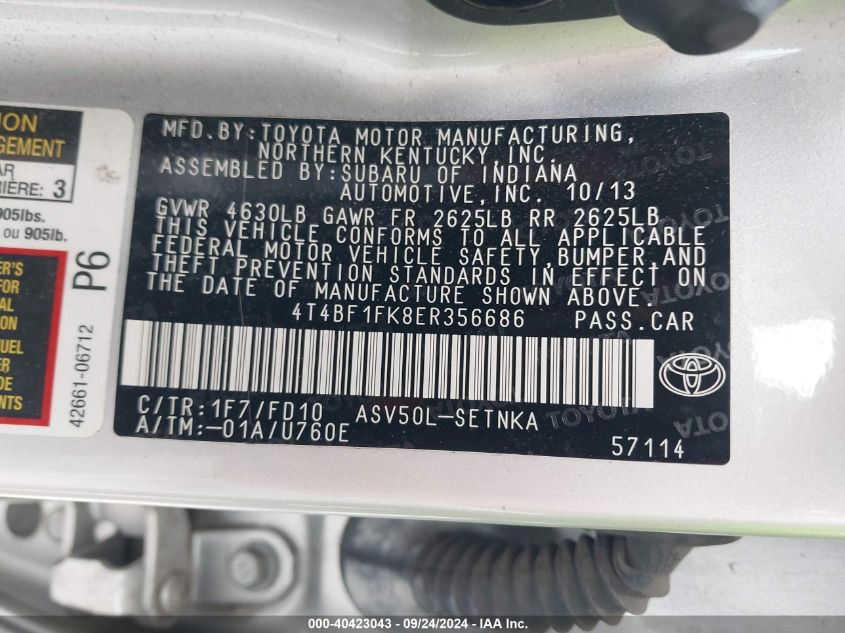 ION
GEMENT
AR
RIÈRE: 3
905lbs.
ou 905lb.
P6
ER'S
FOR
AL
UEL
ER
DE
ENTS
42661-06712
MFD.BY:TOYOTA MOTOR MANUFACTURING,
NORTHERN KENTUCKY,INC.
ASSEMBLED BY:SUBARU OF INDIANA
AUTOMOTIVE,INC. 10/13
GVWR 4630LB GAWR FR 2625LB RR 2625LB
THIS VEHICLE CONFORMS TO ALL APPLICABLE
FEDERAL MOTOR VEHICLE SAFETY,BUMPER,AND
THEFT PREVENTION STANDARDS IN EFFECT ON
THE DATE OF MANUFACTURE SHOWN ABOVE.
4T4BF1FK8ER356686 PASS.CAR
C/TR:1F7/FD10 ASV50L-SETNKA
A/TM:-01A/U760E
57114
000-40423043 - 09/24/2024 - IAA Inc.